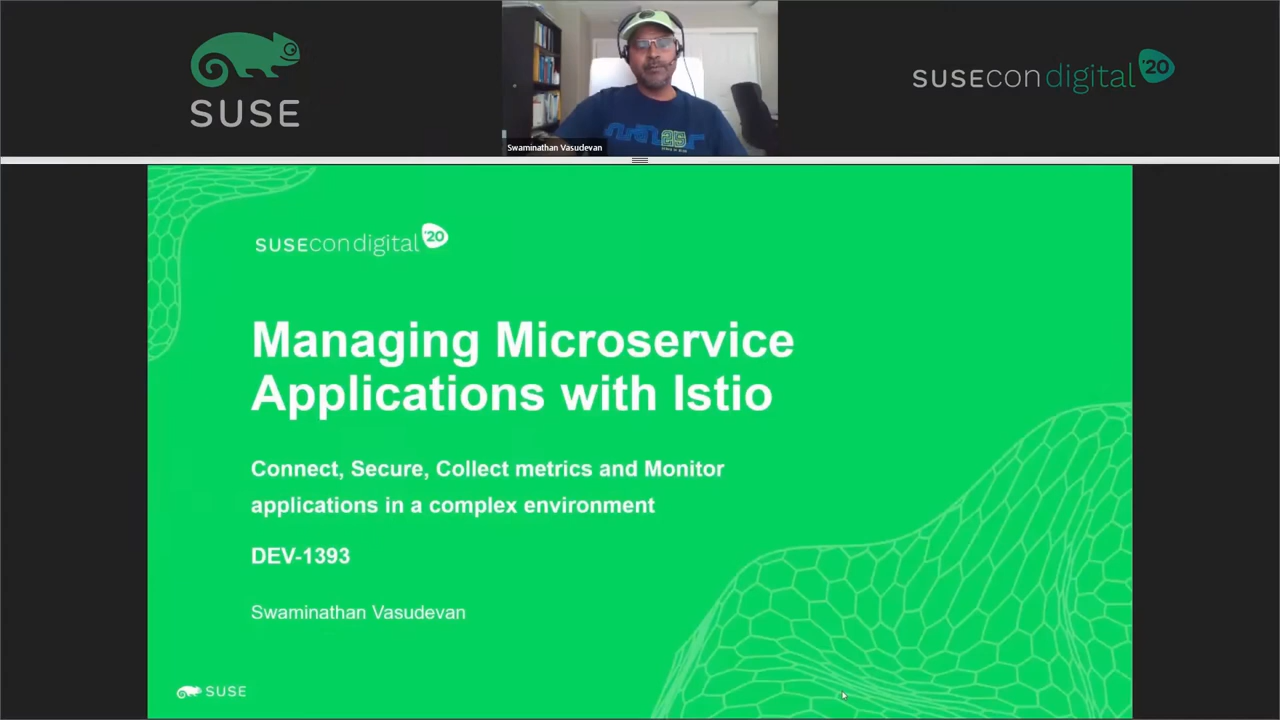 SUSE
SUSEcon digital '20
Swaminathan Vasudevan
SUSEcon digital '20
Managing Microservice
Applications with Istio
Connect, Secure, Collect metrics and Monitor
applications in a complex environment
DEV-1393
Swaminathan Vasudevan
SUSE